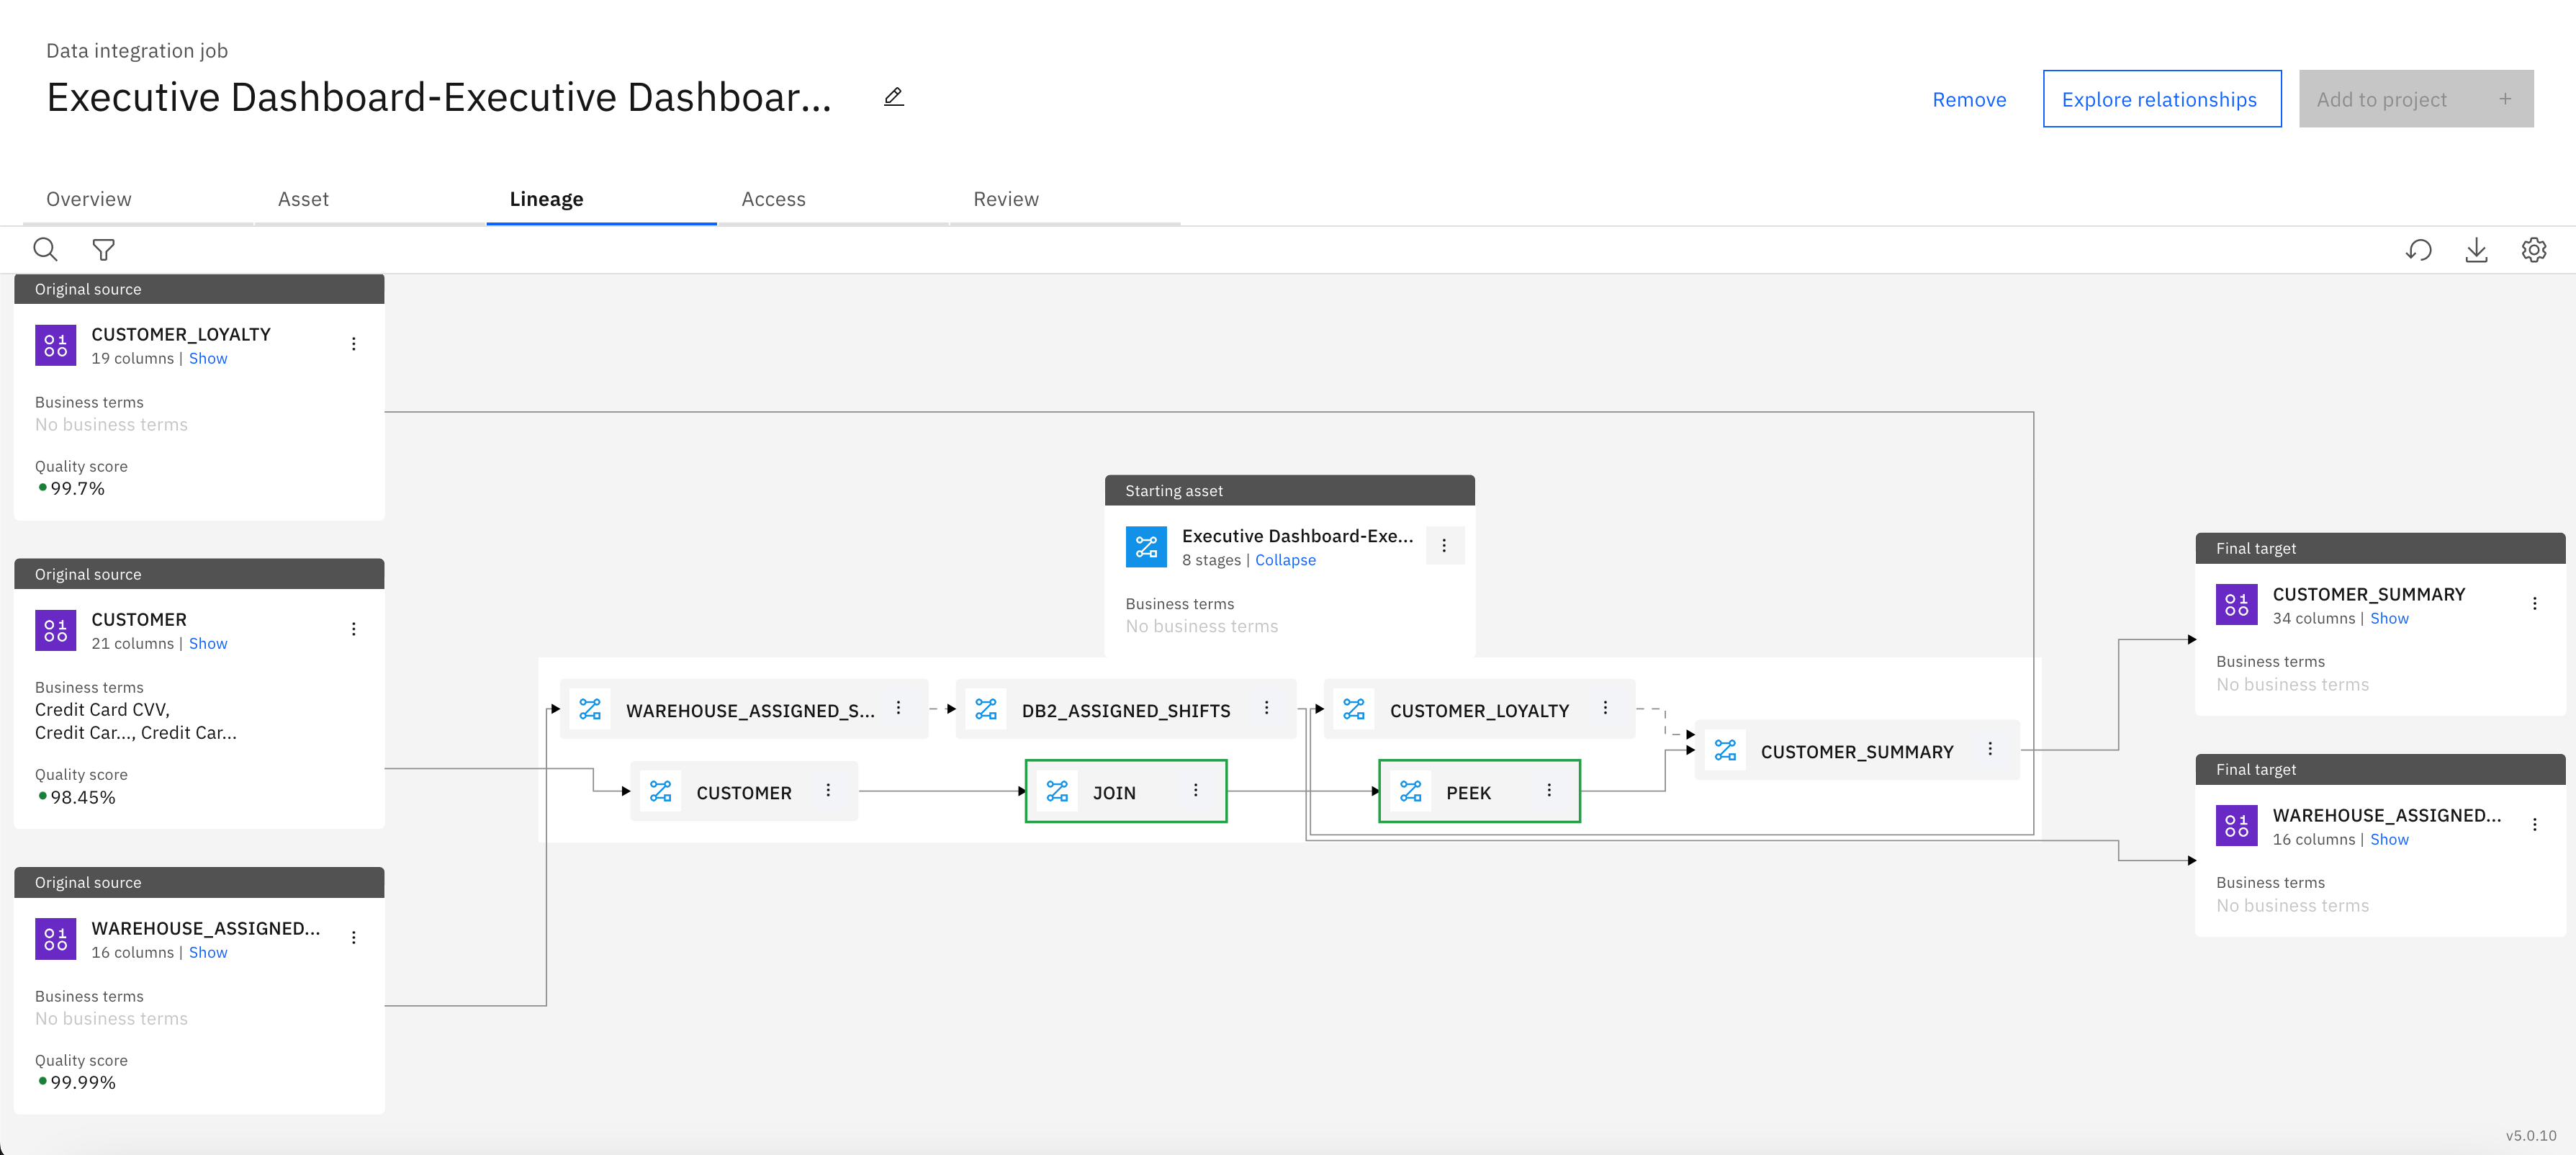 Data integration job
Executive Dashboard-Executive Dashboar...
Remove
Explore relationships
Add to project +
Overview
Asset
Lineage
Access
Review
Original source
CUSTOMER_LOYALTY
19 columns | Show
Business terms
No business terms
Quality score
99.7%
Original source
CUSTOMER
21 columns | Show
Business terms
Credit Card CVV,
Credit Car..., Credit Car...
Quality score
98.45%
Original source
WAREHOUSE_ASSIGNED...
16 columns | Show
Business terms
No business terms
Quality score
99.99%
Starting asset
Executive Dashboard-Exe...
8 stages | Collapse
Business terms
No business terms
WAREHOUSE_ASSIGNED_S...
DB2_ASSIGNED_SHIFTS
CUSTOMER_LOYALTY
CUSTOMER_SUMMARY
CUSTOMER
JOIN
PEEK
Final target
CUSTOMER_SUMMARY
34 columns | Show
Business terms
No business terms
Final target
WAREHOUSE_ASSIGNED...
16 columns | Show
Business terms
No business terms
v5.0.10